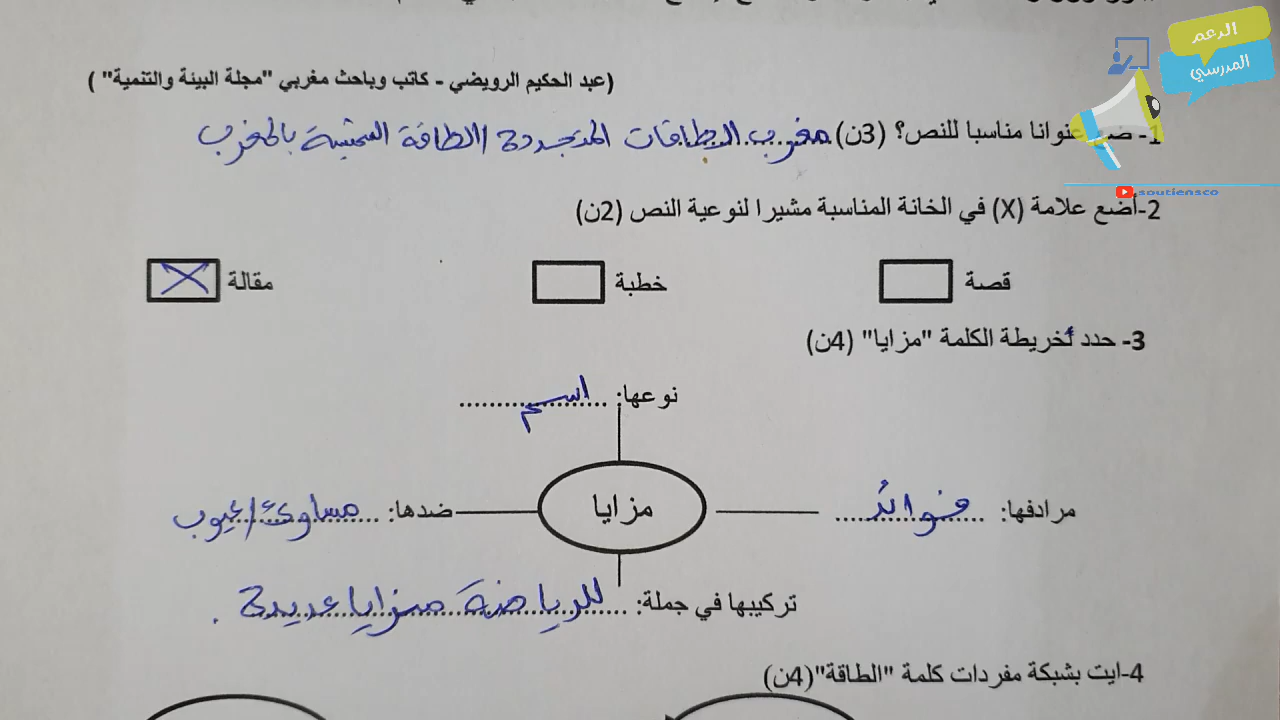 الدعم
المدرسي
soutiensco
(عبد الحكيم الرويضي - كاتب وباحث مغربي "مجلة البيئة والتنمية" )
1- ضع عنوانا مناسبا للنص؟ (3ن) مغرب الطاقات المتجددة / الطاقة الشمسية بالمغرب
2-أضع علامة (X) في الخانة المناسبة مشيرا لنوعية النص (2ن)
قصة خطبة مقالة X
3- حدد خريطة الكلمة "مزايا" (4ن)
نوعها: اسم
مرادفها: فوائد مزايا ضدها: مساوئ / عيوب
تركيبها في جملة: للرياضة مزايا عديدة .
4-ايت بشبكة مفردات كلمة "الطاقة"(4ن)